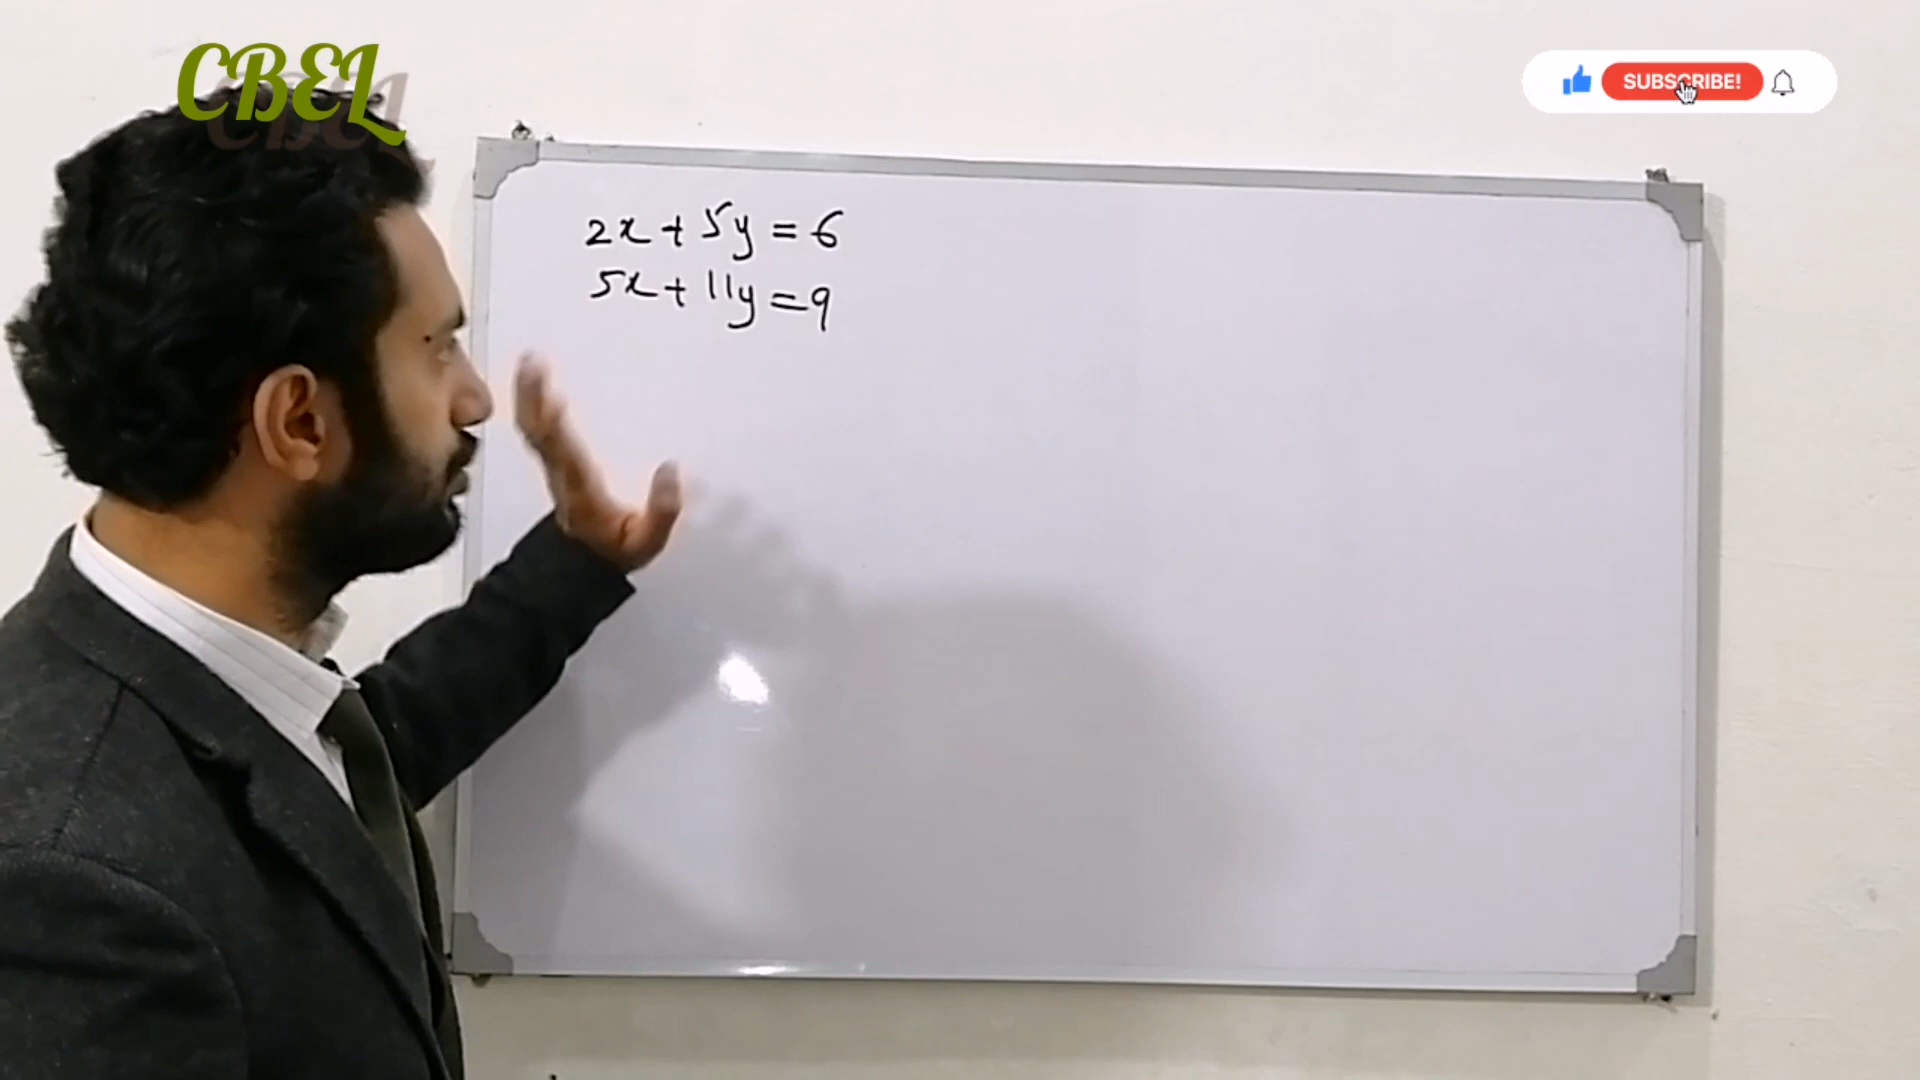 CBEL
SUBSCRIBE!
2x + 5y = 6
5x + 11y = 9